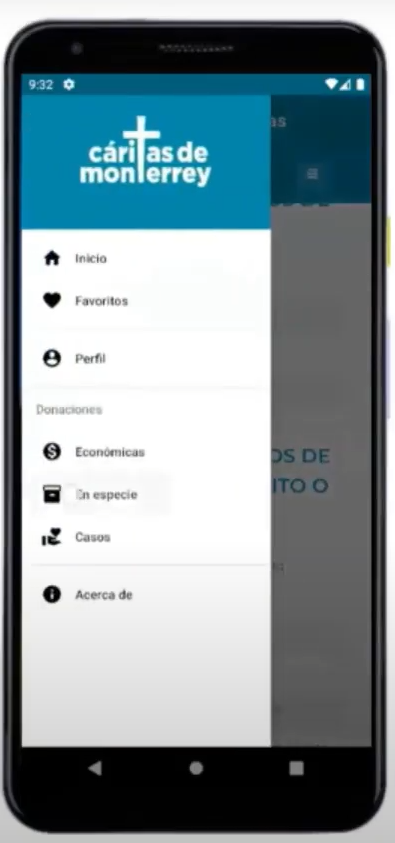 9:32
as
cáritas de
monterrey
Inicio
Favoritos
Perfil
Donaciones
Económicas
OS DE
En especie
ITO O
Casos
Acerca de